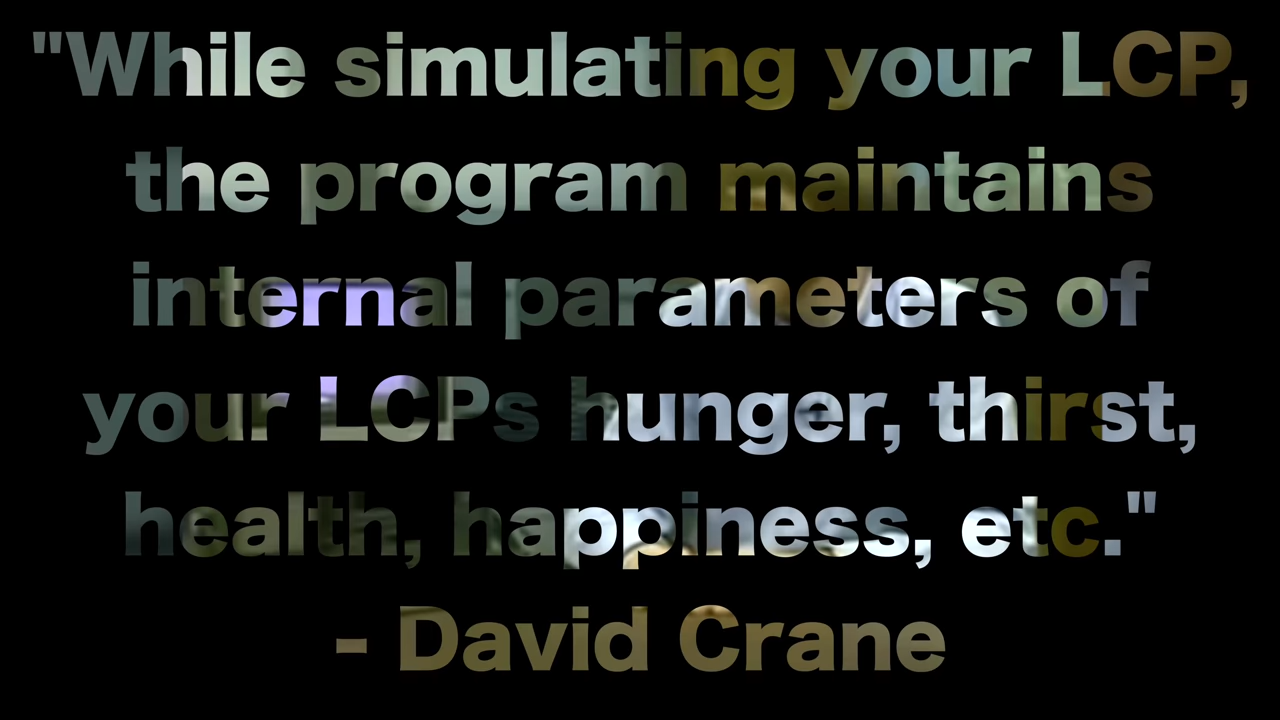 "While simulating your LCP,
the program maintains
internal parameters of
your LCPs hunger, thirst,
health, happiness, etc."
- David Crane